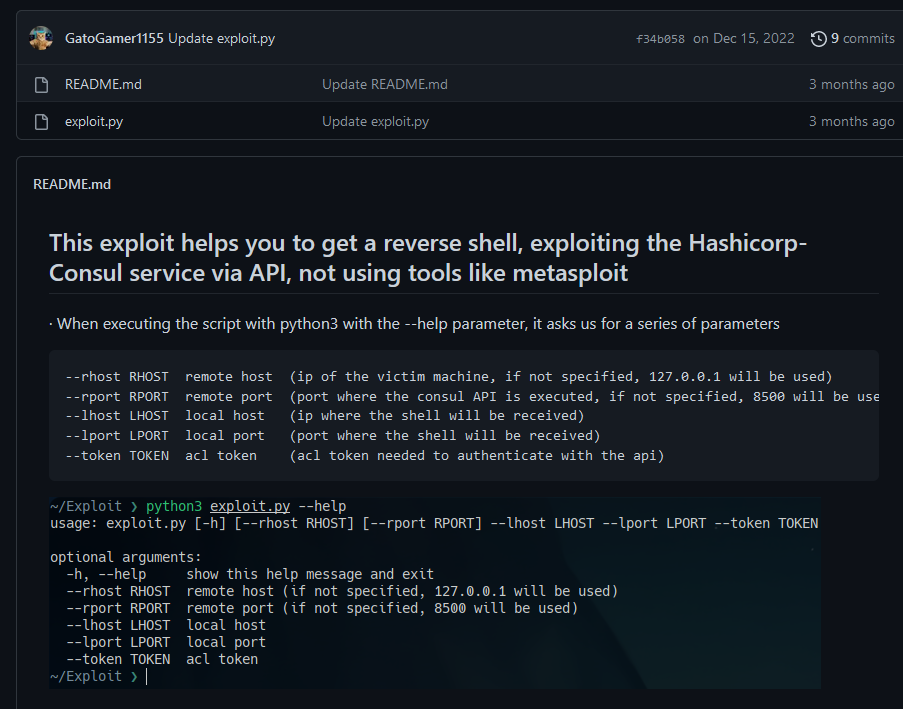 GatoGamer1155 Update exploit.py f34b058 on Dec 15, 2022 9 commits
README.md Update README.md 3 months ago
exploit.py Update exploit.py 3 months ago
README.md
This exploit helps you to get a reverse shell, exploiting the Hashicorp-
Consul service via API, not using tools like metasploit
· When executing the script with python3 with the --help parameter, it asks us for a series of parameters
--rhost RHOST remote host (ip of the victim machine, if not specified, 127.0.0.1 will be used)
--rport RPORT remote port (port where the consul API is executed, if not specified, 8500 will be use
--lhost LHOST local host (ip where the shell will be received)
--lport LPORT local port (port where the shell will be received)
--token TOKEN acl token (acl token needed to authenticate with the api)
~/Exploit ❯ python3 exploit.py --help
usage: exploit.py [-h] [--rhost RHOST] [--rport RPORT] --lhost LHOST --lport LPORT --token TOKEN
optional arguments:
-h, --help show this help message and exit
--rhost RHOST remote host (if not specified, 127.0.0.1 will be used)
--rport RPORT remote port (if not specified, 8500 will be used)
--lhost LHOST local host
--lport LPORT local port
--token TOKEN acl token
~/Exploit ❯